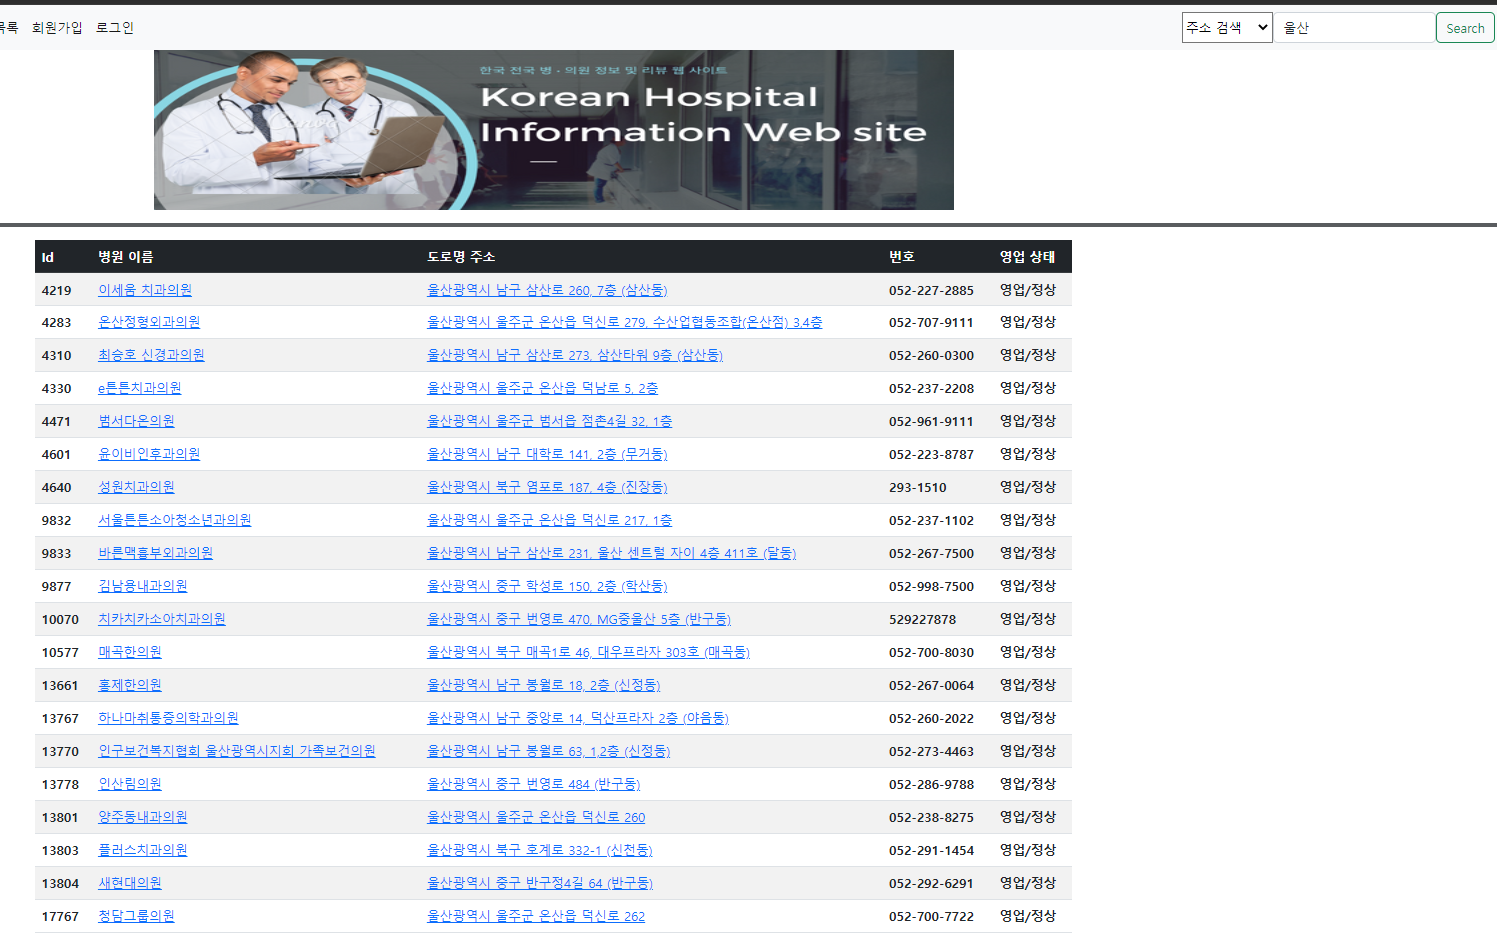 목록 회원가입 로그인 주소 검색 울산 Search
한국 전국 병·의원 정보 및 리뷰 웹 사이트
Korean Hospital
Information Web site
Canva
Id 병원 이름 도로명 주소 번호 영업 상태
4219 이세움 치과의원 울산광역시 남구 삼산로 260, 7층 (삼산동) 052-227-2885 영업/정상
4283 온산정형외과의원 울산광역시 울주군 온산읍 덕신로 279, 수산업협동조합(온산점) 3,4층 052-707-9111 영업/정상
4310 최승호 신경과의원 울산광역시 남구 삼산로 273, 삼산타워 9층 (삼산동) 052-260-0300 영업/정상
4330 e튼튼치과의원 울산광역시 울주군 온산읍 덕남로 5, 2층 052-237-2208 영업/정상
4471 범서다온의원 울산광역시 울주군 범서읍 점촌4길 32, 1층 052-961-9111 영업/정상
4601 윤이비인후과의원 울산광역시 남구 대학로 141, 2층 (무거동) 052-223-8787 영업/정상
4640 성원치과의원 울산광역시 북구 염포로 187, 4층 (진장동) 293-1510 영업/정상
9832 서울튼튼소아청소년과의원 울산광역시 울주군 온산읍 덕신로 217, 1층 052-237-1102 영업/정상
9833 바른맥흉부외과의원 울산광역시 남구 삼산로 231, 울산 센트럴 자이 4층 411호 (달동) 052-267-7500 영업/정상
9877 김남용내과의원 울산광역시 중구 학성로 150, 2층 (학산동) 052-998-7500 영업/정상
10070 치카치카소아치과의원 울산광역시 중구 번영로 470, MG중울산 5층 (반구동) 529227878 영업/정상
10577 매곡한의원 울산광역시 북구 매곡1로 46, 대우프라자 303호 (매곡동) 052-700-8030 영업/정상
13661 홍제한의원 울산광역시 남구 봉월로 18, 2층 (신정동) 052-267-0064 영업/정상
13767 하나마취통증의학과의원 울산광역시 남구 중앙로 14, 덕산프라자 2층 (야음동) 052-260-2022 영업/정상
13770 인구보건복지협회 울산광역시지회 가족보건의원 울산광역시 남구 봉월로 63, 1,2층 (신정동) 052-273-4463 영업/정상
13778 인산림의원 울산광역시 중구 번영로 484 (반구동) 052-286-9788 영업/정상
13801 양주동내과의원 울산광역시 울주군 온산읍 덕신로 260 052-238-8275 영업/정상
13803 플러스치과의원 울산광역시 북구 호계로 332-1 (신천동) 052-291-1454 영업/정상
13804 새현대의원 울산광역시 중구 반구정4길 64 (반구동) 052-292-6291 영업/정상
17767 청담그룹의원 울산광역시 울주군 온산읍 덕신로 262 052-700-7722 영업/정상